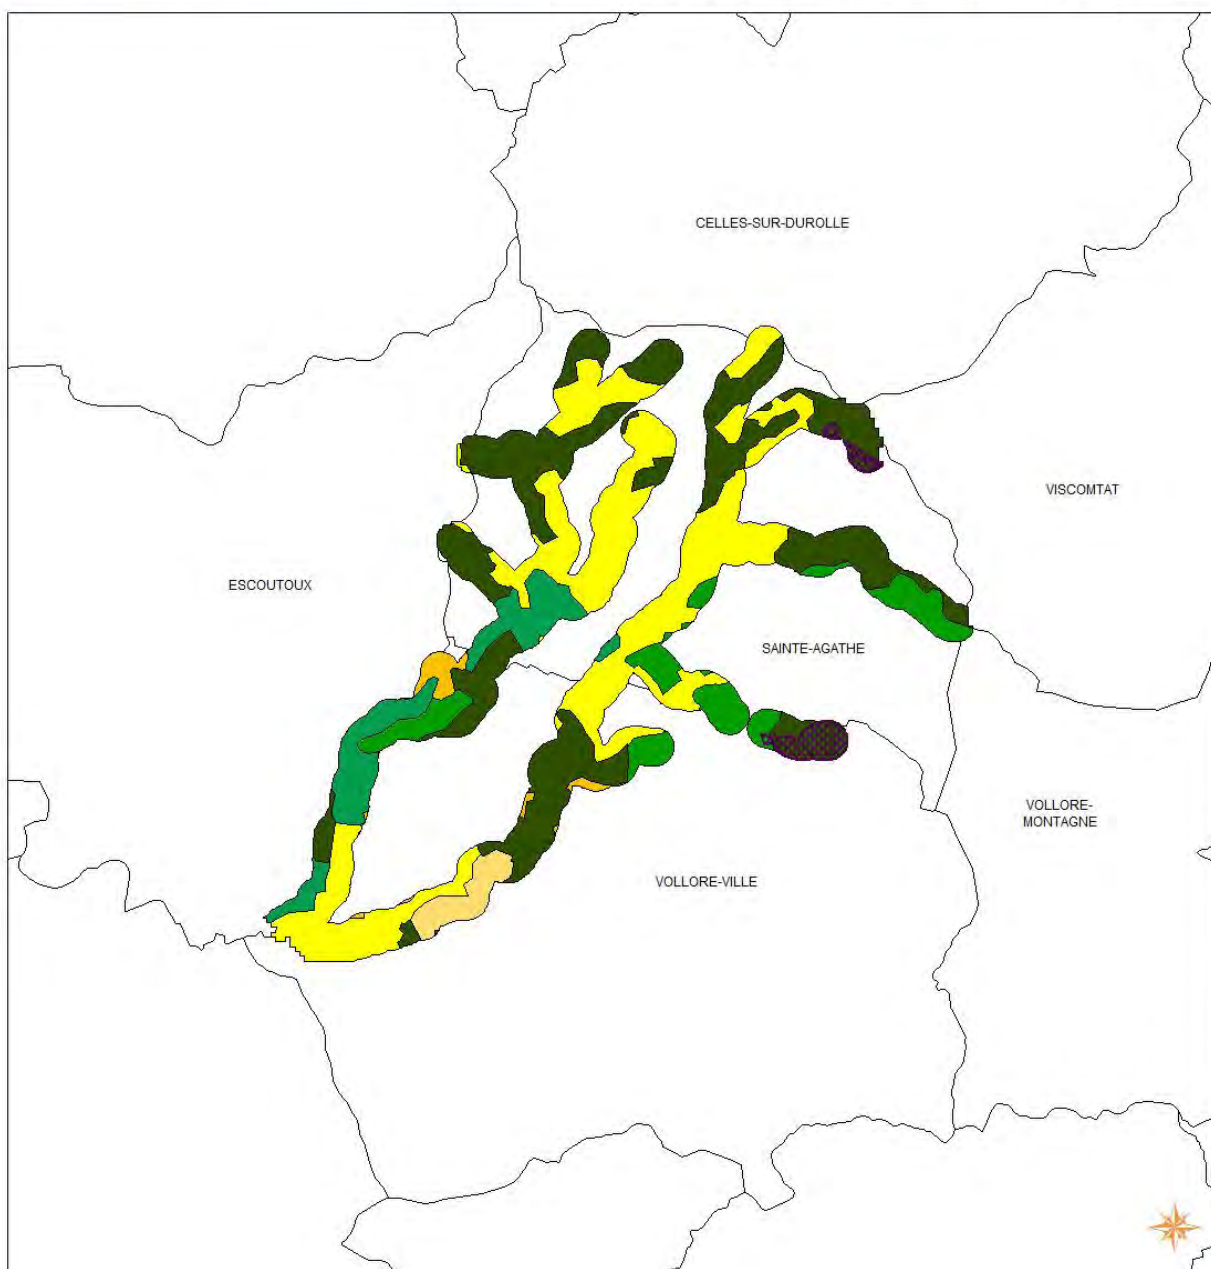 CELLES-SUR-DUROLLE
VISCOMTAT
ESCOUTOUX
SAINTE-AGATHE
VOLLORE-
MONTAGNE
VOLLORE-VILLE